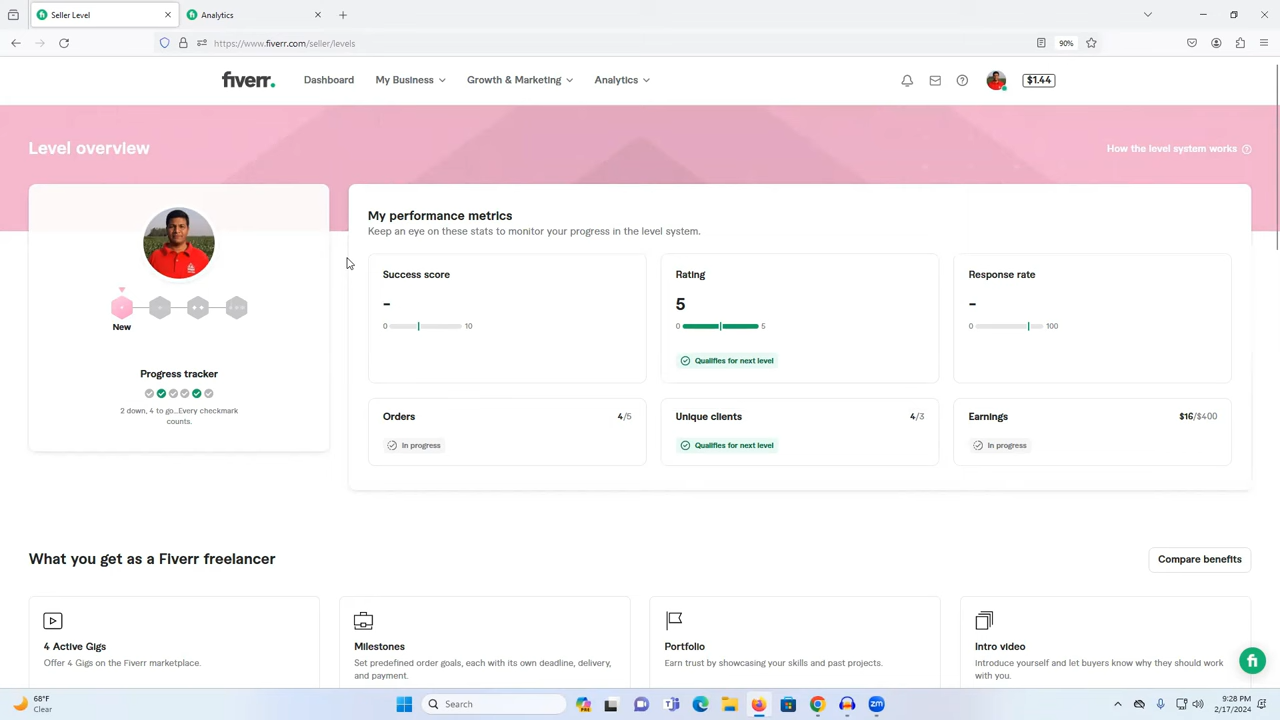 Seller Level
Analytics
https://www.fiverr.com/seller/levels
90%
fiverr.
Dashboard
My Business
Growth & Marketing
Analytics
$1.44
Level overview
How the level system works
New
Progress tracker
2 down, 4 to go...Every checkmark
counts.
My performance metrics
Keep an eye on these stats to monitor your progress in the level system.
Success score
-
0 10
Rating
5
0 5
Qualifies for next level
Response rate
-
0 100
Orders 4/5
In progress
Unique clients 4/3
Qualifies for next level
Earnings $16/$400
In progress
What you get as a Fiverr freelancer
Compare benefits
4 Active Gigs
Offer 4 Gigs on the Fiverr marketplace.
Milestones
Set predefined order goals, each with its own deadline, delivery,
and payment.
Portfolio
Earn trust by showcasing your skills and past projects.
Intro video
Introduce yourself and let buyers know why they should work
with you.
fi
68°F
Clear
Search
9:28 PM
2/17/2024